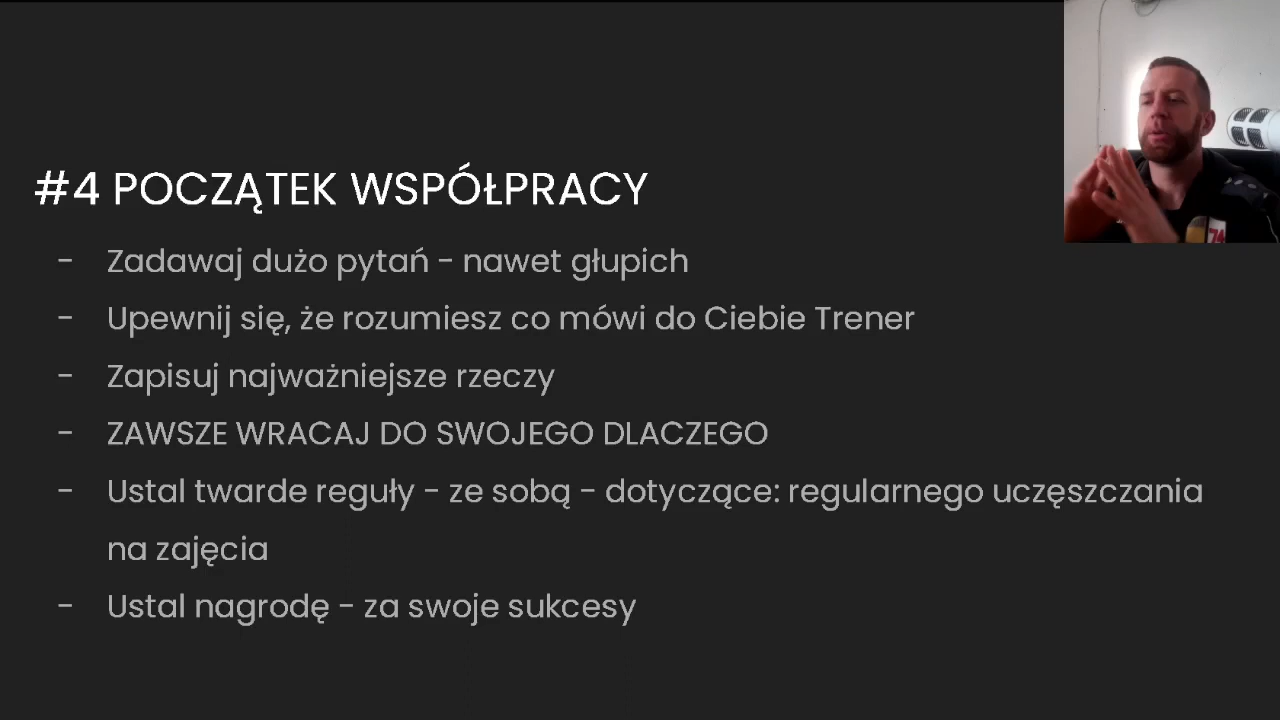 #4 POCZĄTEK WSPÓŁPRACY
- Zadawaj dużo pytań - nawet głupich
- Upewnij się, że rozumiesz co mówi do Ciebie Trener
- Zapisuj najważniejsze rzeczy
- ZAWSZE WRACAJ DO SWOJEGO DLACZEGO
- Ustal twarde reguły - ze sobą - dotyczące: regularnego uczęszczania
na zajęcia
- Ustal nagrodę - za swoje sukcesy